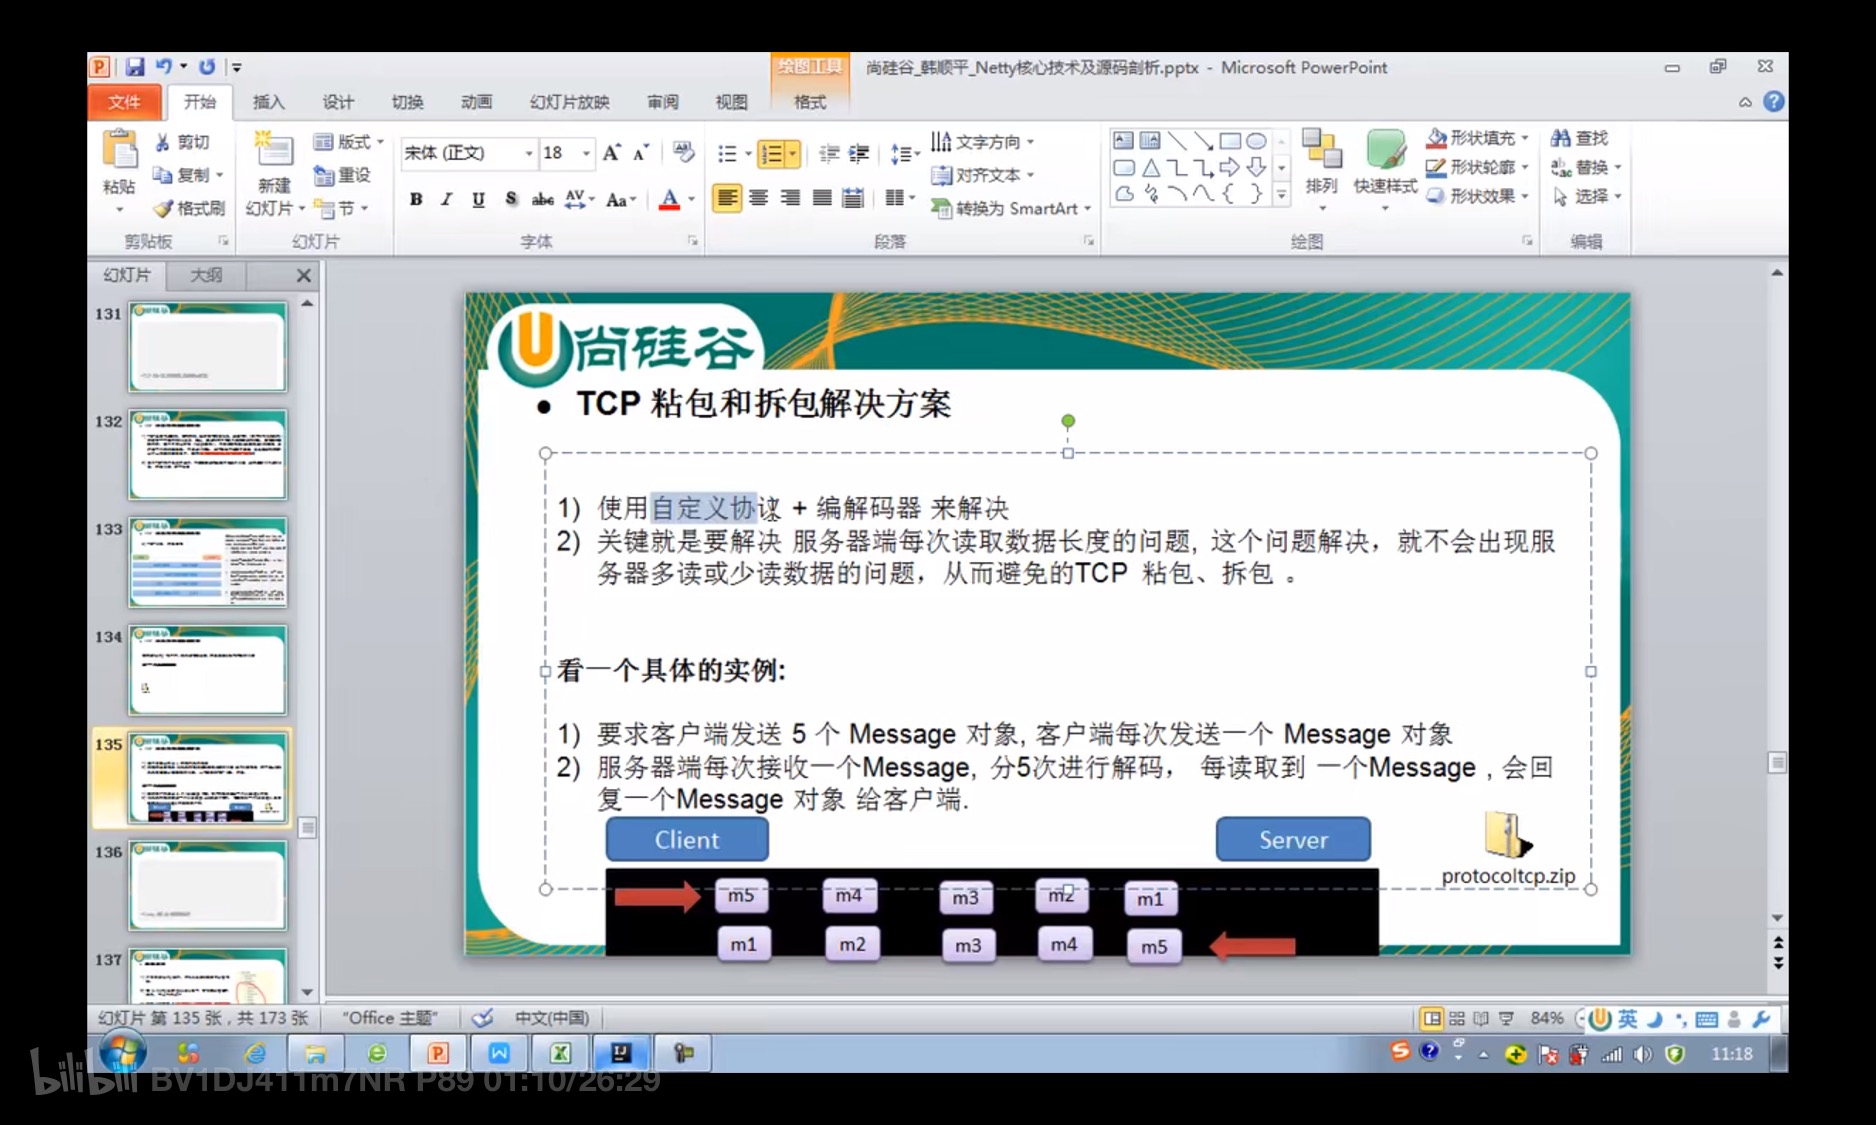 尚硅谷_韩顺平_Netty核心技术及源码剖析.pptx - Microsoft PowerPoint
绘图工具
文件 开始 插入 设计 切换 动画 幻灯片放映 审阅 视图 格式
粘贴 剪切 复制 格式刷 剪贴板
新建幻灯片 版式 重设 节 幻灯片
宋体 (正文) 18 字体
文字方向 对齐文本 转换为 SmartArt 段落
排列 快速样式 形状填充 形状轮廓 形状效果 绘图
查找 替换 选择 编辑
幻灯片 大纲
131
132
133
134
135
136
137
尚硅谷
● TCP 粘包和拆包解决方案
1) 使用自定义协议 + 编解码器 来解决
2) 关键就是要解决 服务器端每次读取数据长度的问题, 这个问题解决，就不会出现服
务器多读或少读数据的问题，从而避免的TCP 粘包、拆包 。
看一个具体的实例:
1) 要求客户端发送 5 个 Message 对象, 客户端每次发送一个 Message 对象
2) 服务器端每次接收一个Message, 分5次进行解码， 每读取到 一个Message , 会回
复一个Message 对象 给客户端.
Client Server
protocoltcp.zip
m5 m4 m3 m2 m1
m1 m2 m3 m4 m5
幻灯片 第 135 张，共 173 张 "Office 主题" 中文(中国) 84% 英
11:18
bilibili BV1DJ411m7NR P89 01:10/26:29